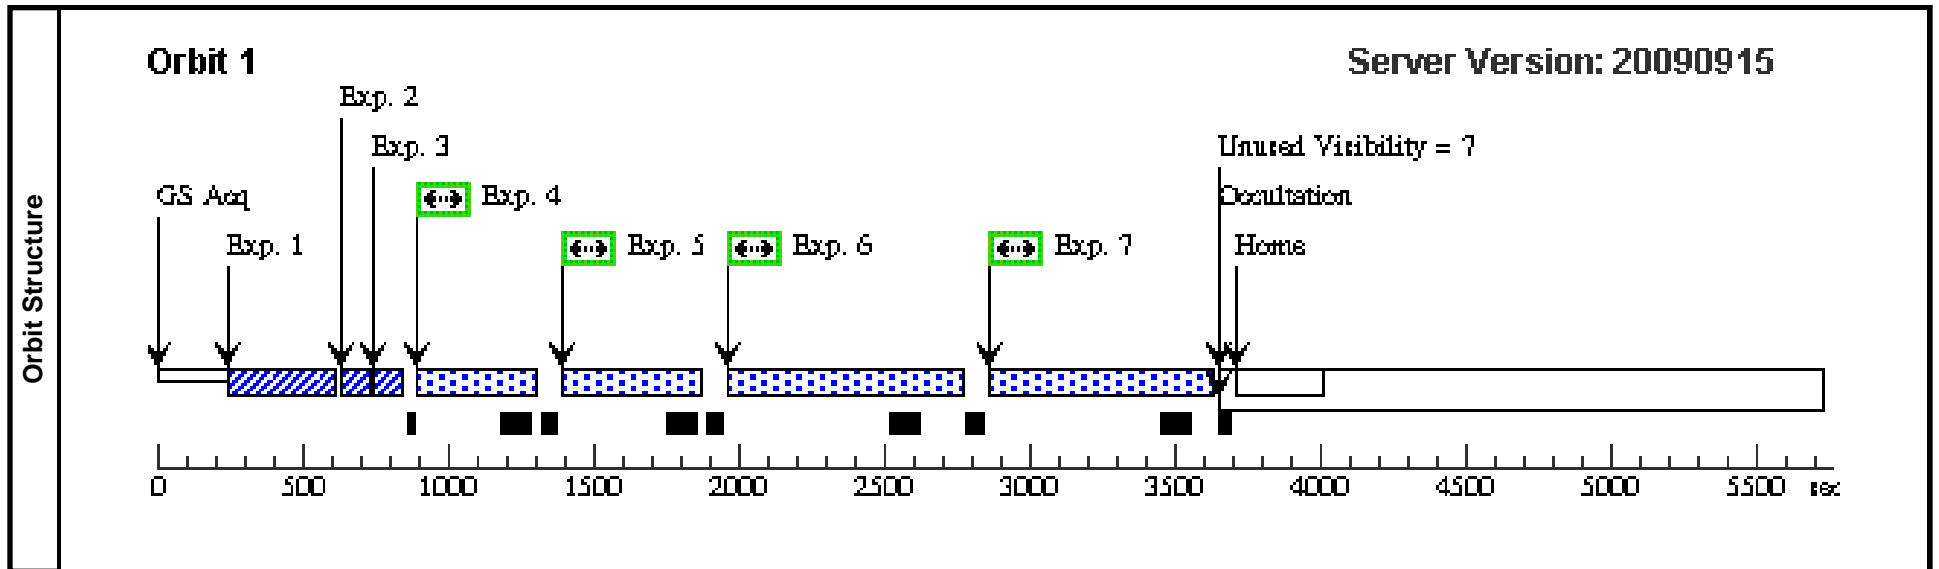 Orbit Structure
Orbit 1
Server Version: 20090915
Exp. 2
Exp. 3
Unused Visibility = 7
GS Acq
Exp. 4
Occultation
Exp. 1
Exp. 5
Exp. 6
Exp. 7
Home
0 500 1000 1500 2000 2500 3000 3500 4000 4500 5000 5500 sec